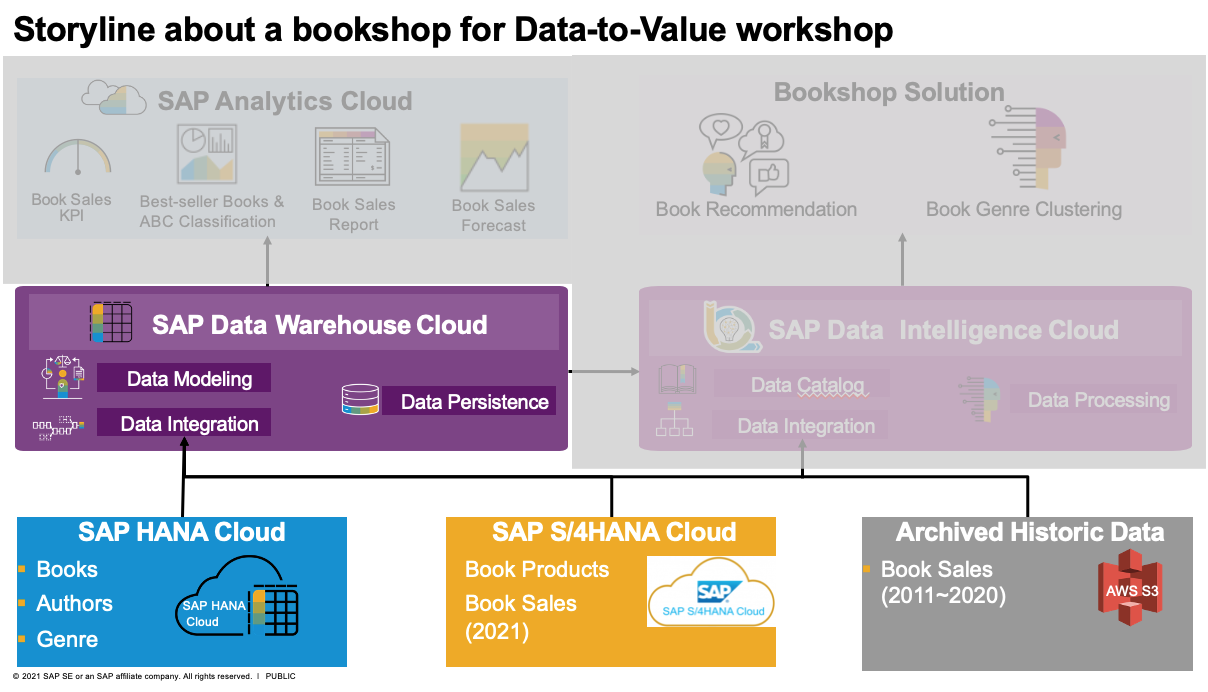 Storyline about a bookshop for Data-to-Value workshop
SAP Analytics Cloud
Book Sales
KPI
Best-seller Books &
ABC Classification
Book Sales
Report
Book Sales
Forecast
Bookshop Solution
Book Recommendation
Book Genre Clustering
SAP Data Warehouse Cloud
Data Modeling
Data Integration
Data Persistence
SAP Data Intelligence Cloud
Data Catalog
Data Integration
Data Processing
SAP HANA Cloud
Books
Authors
Genre
SAP HANA
Cloud
SAP S/4HANA Cloud
Book Products
Book Sales
(2021)
SAP
SAP S/4HANA Cloud
Archived Historic Data
Book Sales
(2011~2020)
AWS S3
© 2021 SAP SE or an SAP affiliate company. All rights reserved. | PUBLIC